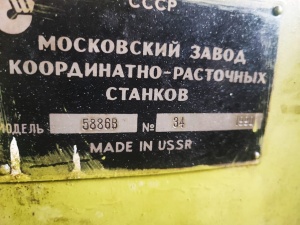 СССР
МОСКОВСКИЙ ЗАВОД
КООРДИНАТНО-РАСТОЧНЫХ
СТАНКОВ
МОДЕЛЬ 5886В № 34
MADE IN USSR